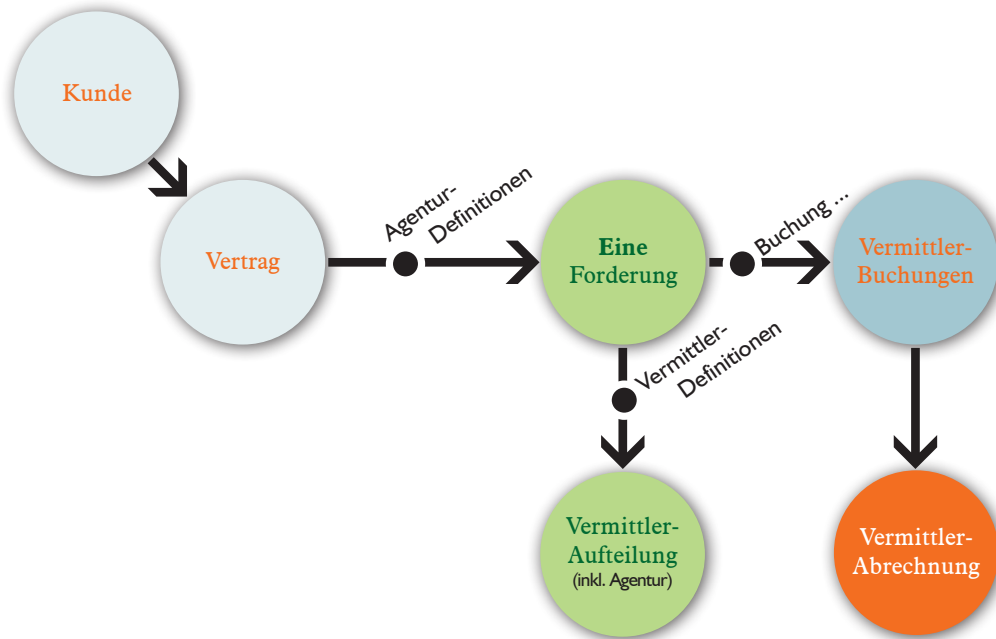 Kunde
Vertrag
Agentur-
Definitionen
Eine
Forderung
Buchung ...
Vermittler-
Buchungen
Vermittler-
Definitionen
Vermittler-
Aufteilung
(inkl. Agentur)
Vermittler-
Abrechnung